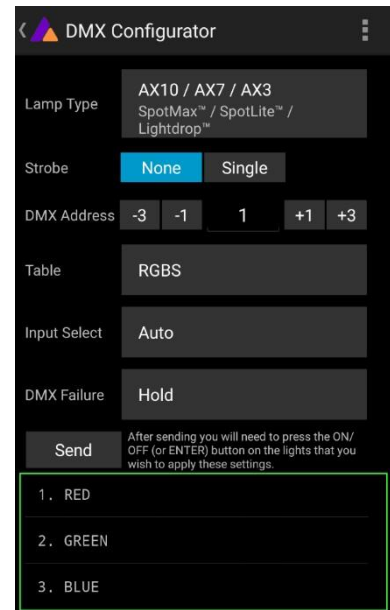 DMX Configurator
Lamp Type
AX10 / AX7 / AX3
SpotMax™ / SpotLite™ /
Lightdrop™
Strobe
None Single
DMX Address -3 -1 1 +1 +3
Table RGBS
Input Select Auto
DMX Failure Hold
Send
After sending you will need to press the ON/
OFF (or ENTER) button on the lights that you
wish to apply these settings.
1. RED
2. GREEN
3. BLUE